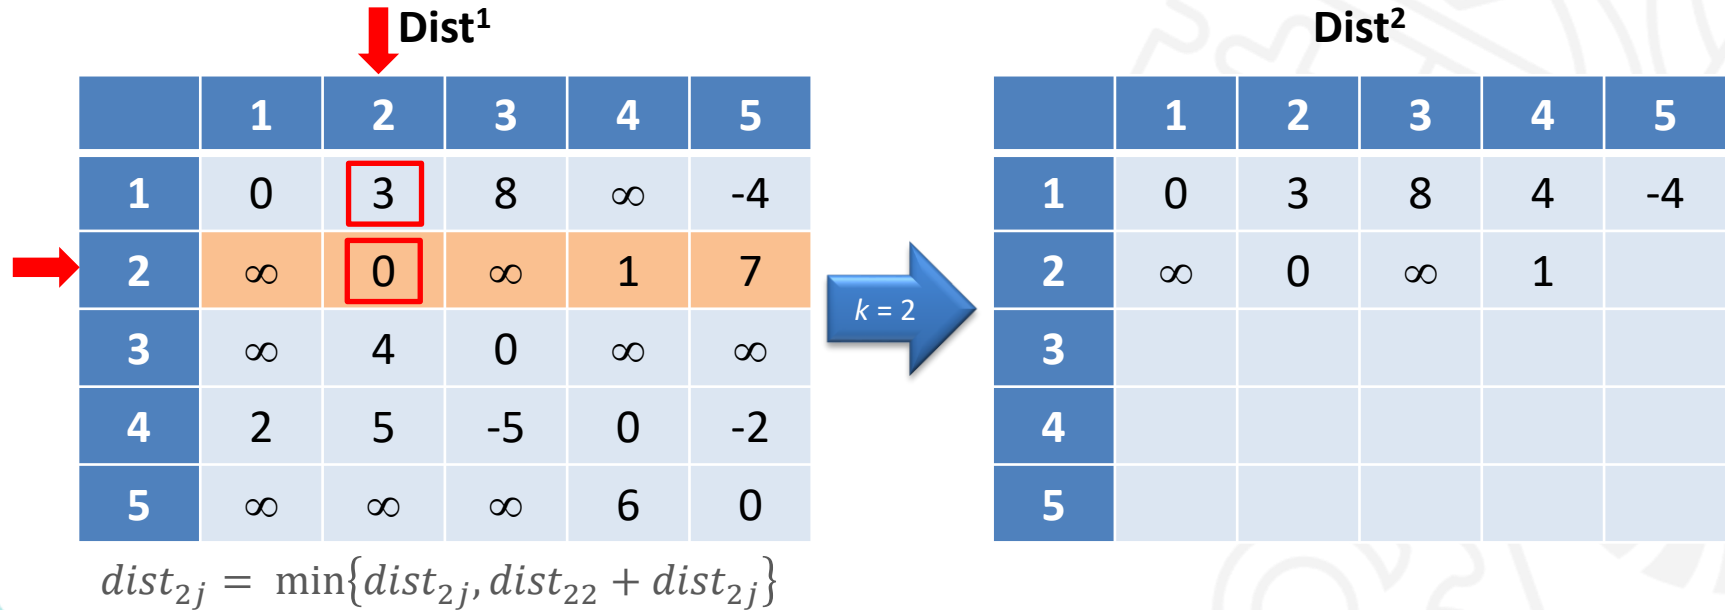 Dist¹ Dist²
1 2 3 4 5 1 2 3 4 5
1 0 3 8 ∞ -4 1 0 3 8 4 -4
2 ∞ 0 ∞ 1 7 2 ∞ 0 ∞ 1
k = 2
3 ∞ 4 0 ∞ ∞ 3
4 2 5 -5 0 -2 4
5 ∞ ∞ ∞ 6 0 5
dist₂ⱼ = min{dist₂ⱼ, dist₂₂ + dist₂ⱼ}